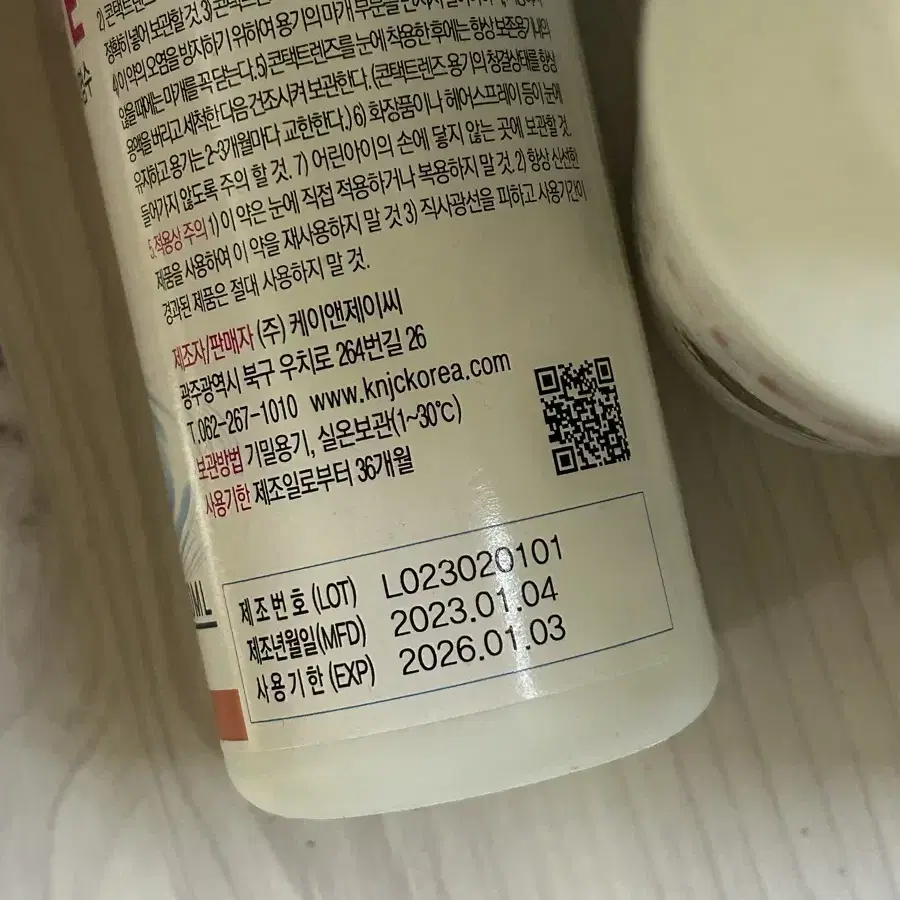 2) 콘택트렌즈
정확히 넣어 보관할 것. 3) 콘택트렌즈
4) 이 약의 오염을 방지하기 위하여 용기의 마개 부분을
않을 때에는 마개를 꼭 닫는다. 5) 콘택트렌즈를 눈에 착용한 후에는 항상 보존용기 내의
용액을 버리고 세척한 다음 건조시켜 보관한다. (콘택트렌즈 용기의 청결상태를 항상
유지하고 용기는 2~3개월마다 교환한다.) 6) 화장품이나 헤어스프레이 등이 눈에
들어가지 않도록 주의 할 것. 7) 어린아이의 손에 닿지 않는 곳에 보관할 것.
5.적용상 주의 1) 이 약은 눈에 직접 적용하거나 복용하지 말 것. 2) 항상 신선한
제품을 사용하여 이 약을 재사용하지 말 것 3) 직사광선을 피하고 사용기간이
경과된 제품은 절대 사용하지 말 것.
제조자/판매자 (주) 케이앤제이씨
광주광역시 북구 우치로 264번길 26
T.062-267-1010 www.knjckorea.com
보관방법 기밀용기, 실온보관(1~30℃)
사용기한 제조일로부터 36개월
제조번호 (LOT) LO23020101
제조년월일(MFD) 2023.01.04
사용기한 (EXP) 2026.01.03
ML